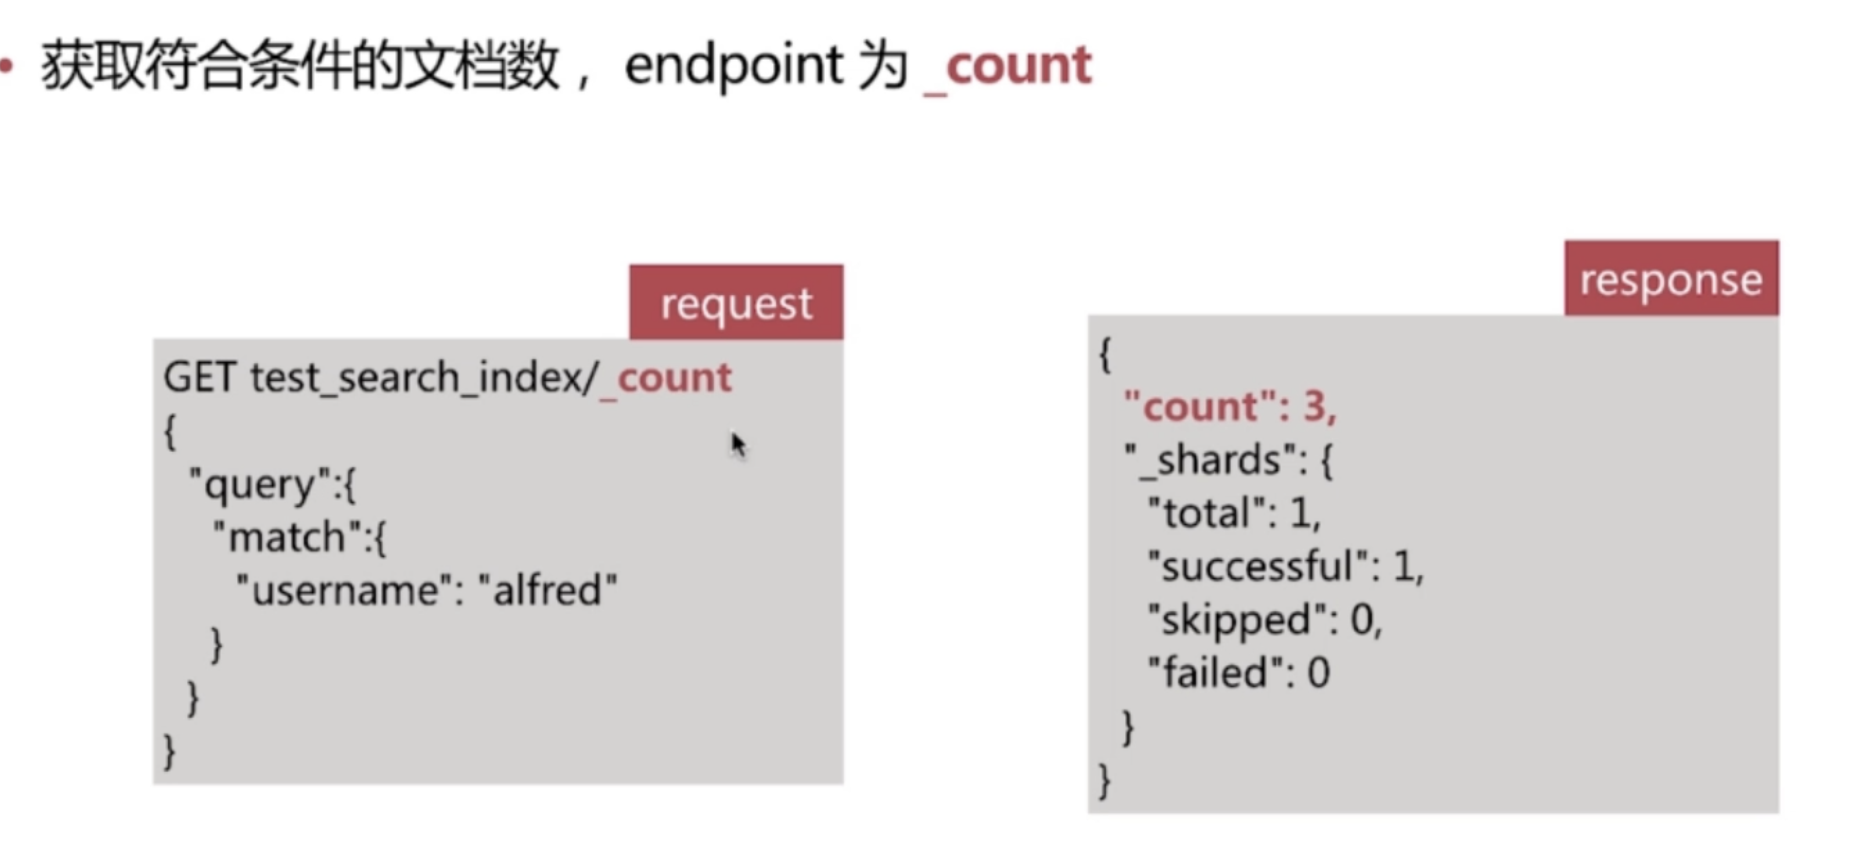 • 获取符合条件的文档数， endpoint 为 _count
request
GET test_search_index/_count
{
"query":{
"match":{
"username": "alfred"
}
}
}
response
{
"count": 3,
"_shards": {
"total": 1,
"successful": 1,
"skipped": 0,
"failed": 0
}
}